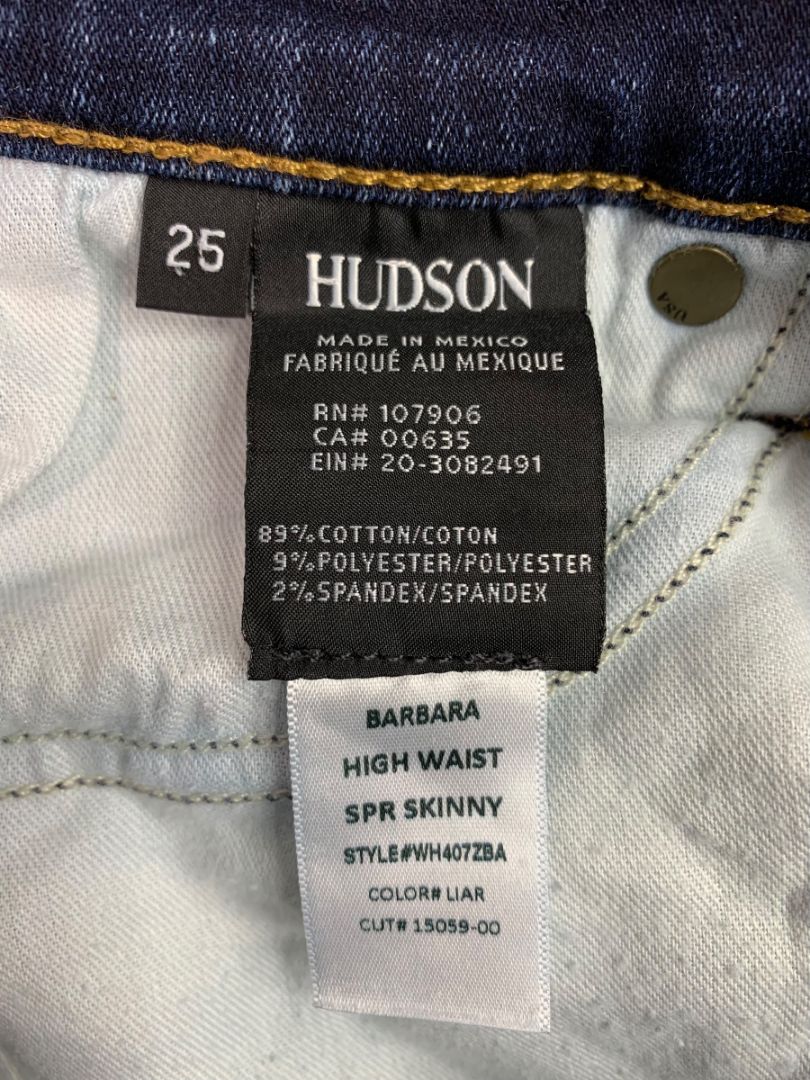 25
HUDSON
MADE IN MEXICO
FABRIQUÉ AU MEXIQUE
RN# 107906
CA# 00635
EIN# 20-3082491
89% COTTON/COTON
9% POLYESTER/POLYESTER
2% SPANDEX/SPANDEX
USA
BARBARA
HIGH WAIST
SPR SKINNY
STYLE#WH407ZBA
COLOR# LIAR
CUT# 15059-00